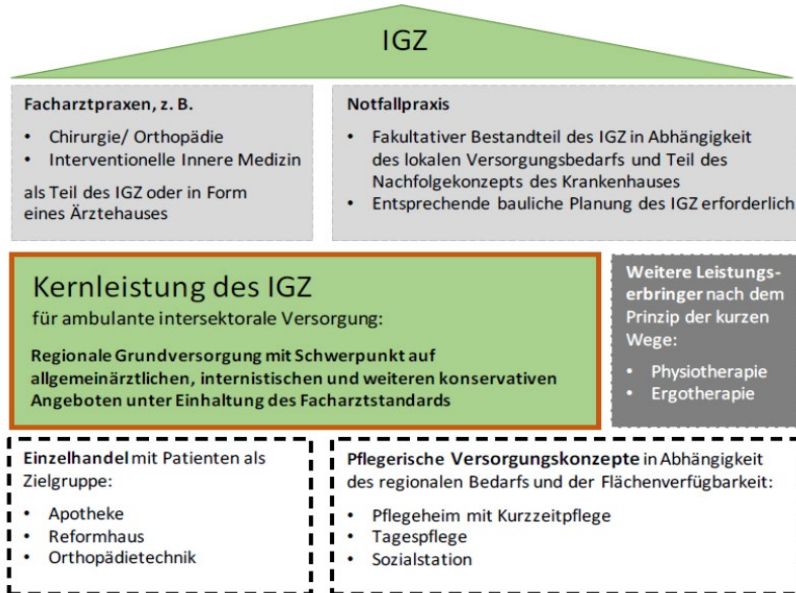 IGZ
Facharztpraxen, z. B.
• Chirurgie/ Orthopädie
• Interventionelle Innere Medizin
als Teil des IGZ oder in Form
eines Ärztehauses
Notfallpraxis
• Fakultativer Bestandteil des IGZ in Abhängigkeit
des lokalen Versorgungsbedarfs und Teil des
Nachfolgekonzepts des Krankenhauses
• Entsprechende bauliche Planung des IGZ erforderlich
Kernleistung des IGZ
für ambulante intersektorale Versorgung:
Regionale Grundversorgung mit Schwerpunkt auf
allgemeinärztlichen, internistischen und weiteren konservativen
Angeboten unter Einhaltung des Facharztstandards
Weitere Leistungs-
erbringer nach dem
Prinzip der kurzen
Wege:
• Physiotherapie
• Ergotherapie
Einzelhandel mit Patienten als
Zielgruppe:
• Apotheke
• Reformhaus
• Orthopädietechnik
Pflegerische Versorgungskonzepte in Abhängigkeit
des regionalen Bedarfs und der Flächenverfügbarkeit:
• Pflegeheim mit Kurzzeitpflege
• Tagespflege
• Sozialstation